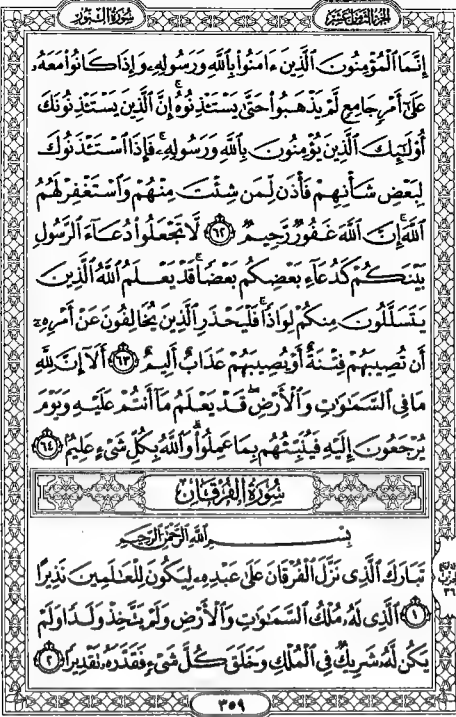 الجزء الثامن عشر
سورة النور
إِنَّمَا ٱلْمُؤْمِنُونَ ٱلَّذِينَ ءَامَنُوا۟ بِٱللَّهِ وَرَسُولِهِۦ وَإِذَا كَانُوا۟ مَعَهُۥ
عَلَىٰٓ أَمْرٍ جَامِعٍ لَّمْ يَذْهَبُوا۟ حَتَّىٰ يَسْتَـْٔذِنُوهُ ۚ إِنَّ ٱلَّذِينَ يَسْتَـْٔذِنُونَكَ
أُو۟لَـٰٓئِكَ ٱلَّذِينَ يُؤْمِنُونَ بِٱللَّهِ وَرَسُولِهِۦ ۚ فَإِذَا ٱسْتَـْٔذَنُوكَ
لِبَعْضِ شَأْنِهِمْ فَأْذَن لِّمَن شِئْتَ مِنْهُمْ وَٱسْتَغْفِرْ لَهُمُ
ٱللَّهَ ۚ إِنَّ ٱللَّهَ غَفُورٌ رَّحِيمٌ ٦٢ لَّا تَجْعَلُوا۟ دُعَآءَ ٱلرَّسُولِ
بَيْنَكُمْ كَدُعَآءِ بَعْضِكُم بَعْضًا ۚ قَدْ يَعْلَمُ ٱللَّهُ ٱلَّذِينَ
يَتَسَلَّلُونَ مِنكُمْ لِوَاذًا ۚ فَلْيَحْذَرِ ٱلَّذِينَ يُخَالِفُونَ عَنْ أَمْرِهِۦٓ
أَن تُصِيبَهُمْ فِتْنَةٌ أَوْ يُصِيبَهُمْ عَذَابٌ أَلِيمٌ ٦٣ أَلَآ إِنَّ لِلَّهِ
مَا فِى ٱلسَّمَـٰوَٰتِ وَٱلْأَرْضِ ۖ قَدْ يَعْلَمُ مَآ أَنتُمْ عَلَيْهِ وَيَوْمَ
يُرْجَعُونَ إِلَيْهِ فَيُنَبِّئُهُم بِمَا عَمِلُوا۟ ۗ وَٱللَّهُ بِكُلِّ شَىْءٍ عَلِيمٌۢ ٦٤
سُورَةُ الْفُرْقَانِ
بِسْمِ ٱللَّهِ ٱلرَّحْمَـٰنِ ٱلرَّحِيمِ
تَبَارَكَ ٱلَّذِى نَزَّلَ ٱلْفُرْقَانَ عَلَىٰ عَبْدِهِۦ لِيَكُونَ لِلْعَـٰلَمِينَ نَذِيرًا
١ ٱلَّذِى لَهُۥ مُلْكُ ٱلسَّمَـٰوَٰتِ وَٱلْأَرْضِ وَلَمْ يَتَّخِذْ وَلَدًا وَلَمْ
يَكُن لَّهُۥ شَرِيكٌ فِى ٱلْمُلْكِ وَخَلَقَ كُلَّ شَىْءٍ فَقَدَّرَهُۥ تَقْدِيرًا ٢
٣٥٩